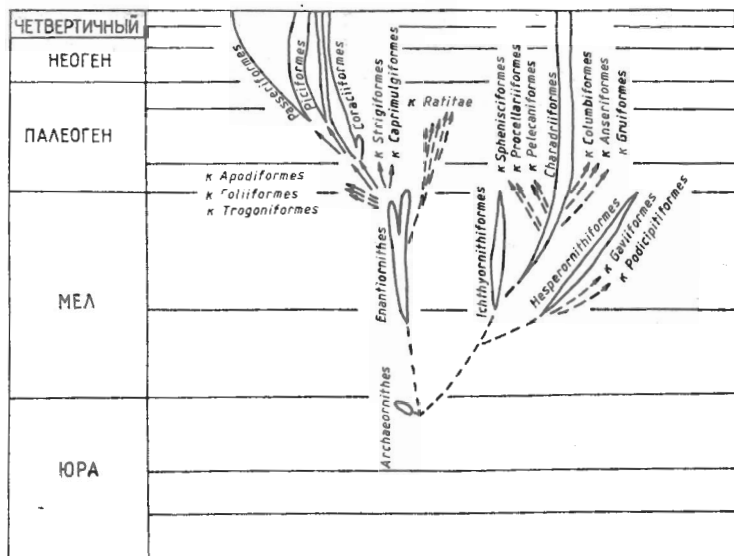 ЧЕТВЕРТИЧНЫЙ
НЕОГЕН
ПАЛЕОГЕН
МЕЛ
ЮРА
Passeriformes
Piciformes
Coraciiformes
к Strigiformes
к Caprimulgiformes
к Ratitae
к Apodiformes
к Coliiformes
к Trogoniformes
Enantiornithes
Archaeornithes
к Sphenisciformes
к Procellariiformes
к Pelecaniformes
Charadriiformes
к Columbiformes
к Anseriformes
к Gruiformes
Ichthyornithiformes
Hesperornithiformes
к Gaviiformes
к Podicipitiformes